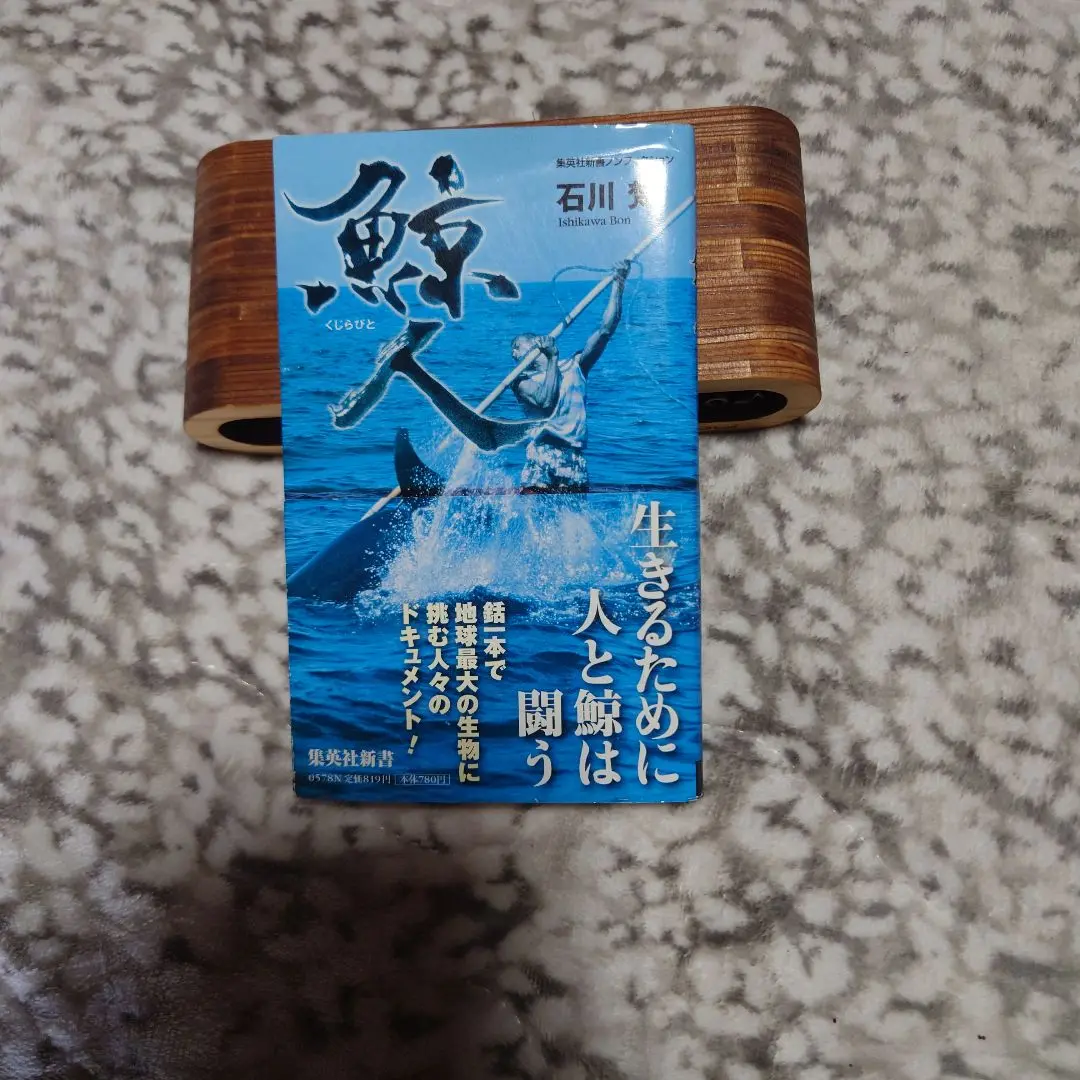 集英社新書ノンフィクション
石川 梵
Ishikawa Bon
鯨人
くじらびと
生きるために
人と鯨は
闘う
銛一本で
地球最大の生物に
挑む人々の
ドキュメント！
集英社新書
0578N 定価819円 本体780円